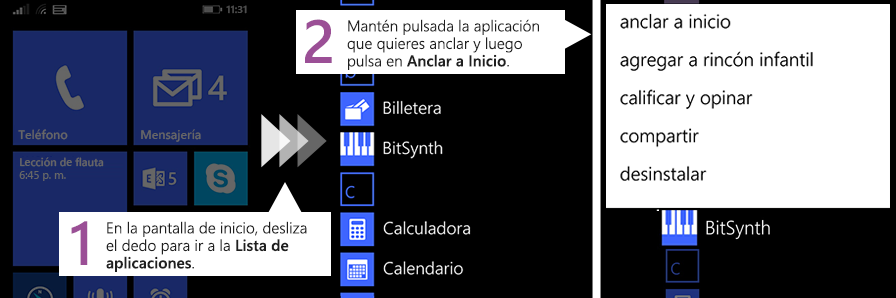 11:31
Teléfono
4
Mensajería
Lección de flauta
6:45 p. m.
E 5
S
1
En la pantalla de inicio, desliza
el dedo para ir a la Lista de
aplicaciones.
2
Mantén pulsada la aplicación
que quieres anclar y luego
pulsa en Anclar a Inicio.
b
Billetera
BitSynth
C
Calculadora
Calendario
anclar a inicio
agregar a rincón infantil
calificar y opinar
compartir
desinstalar
BitSynth
C